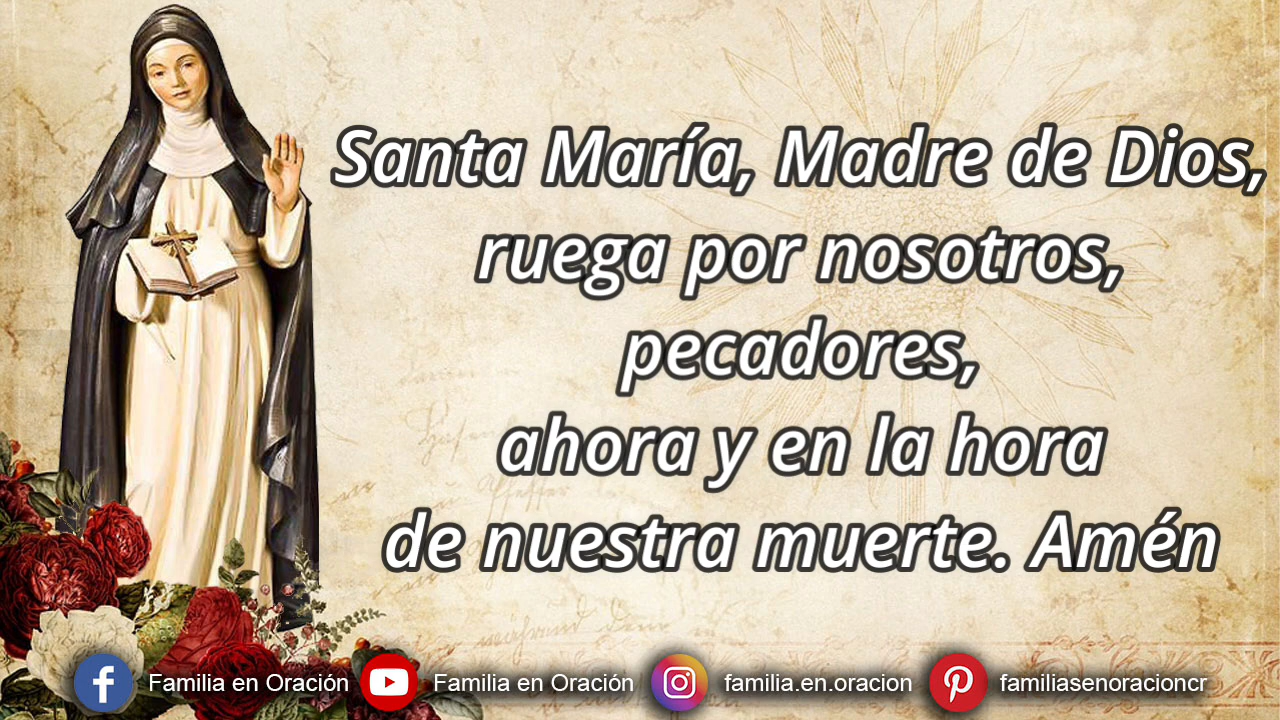 Santa María, Madre de Dios,
ruega por nosotros,
pecadores,
ahora y en la hora
de nuestra muerte. Amén
Familia en Oración
Familia en Oración
familia.en.oracion
familiasenoracioncr